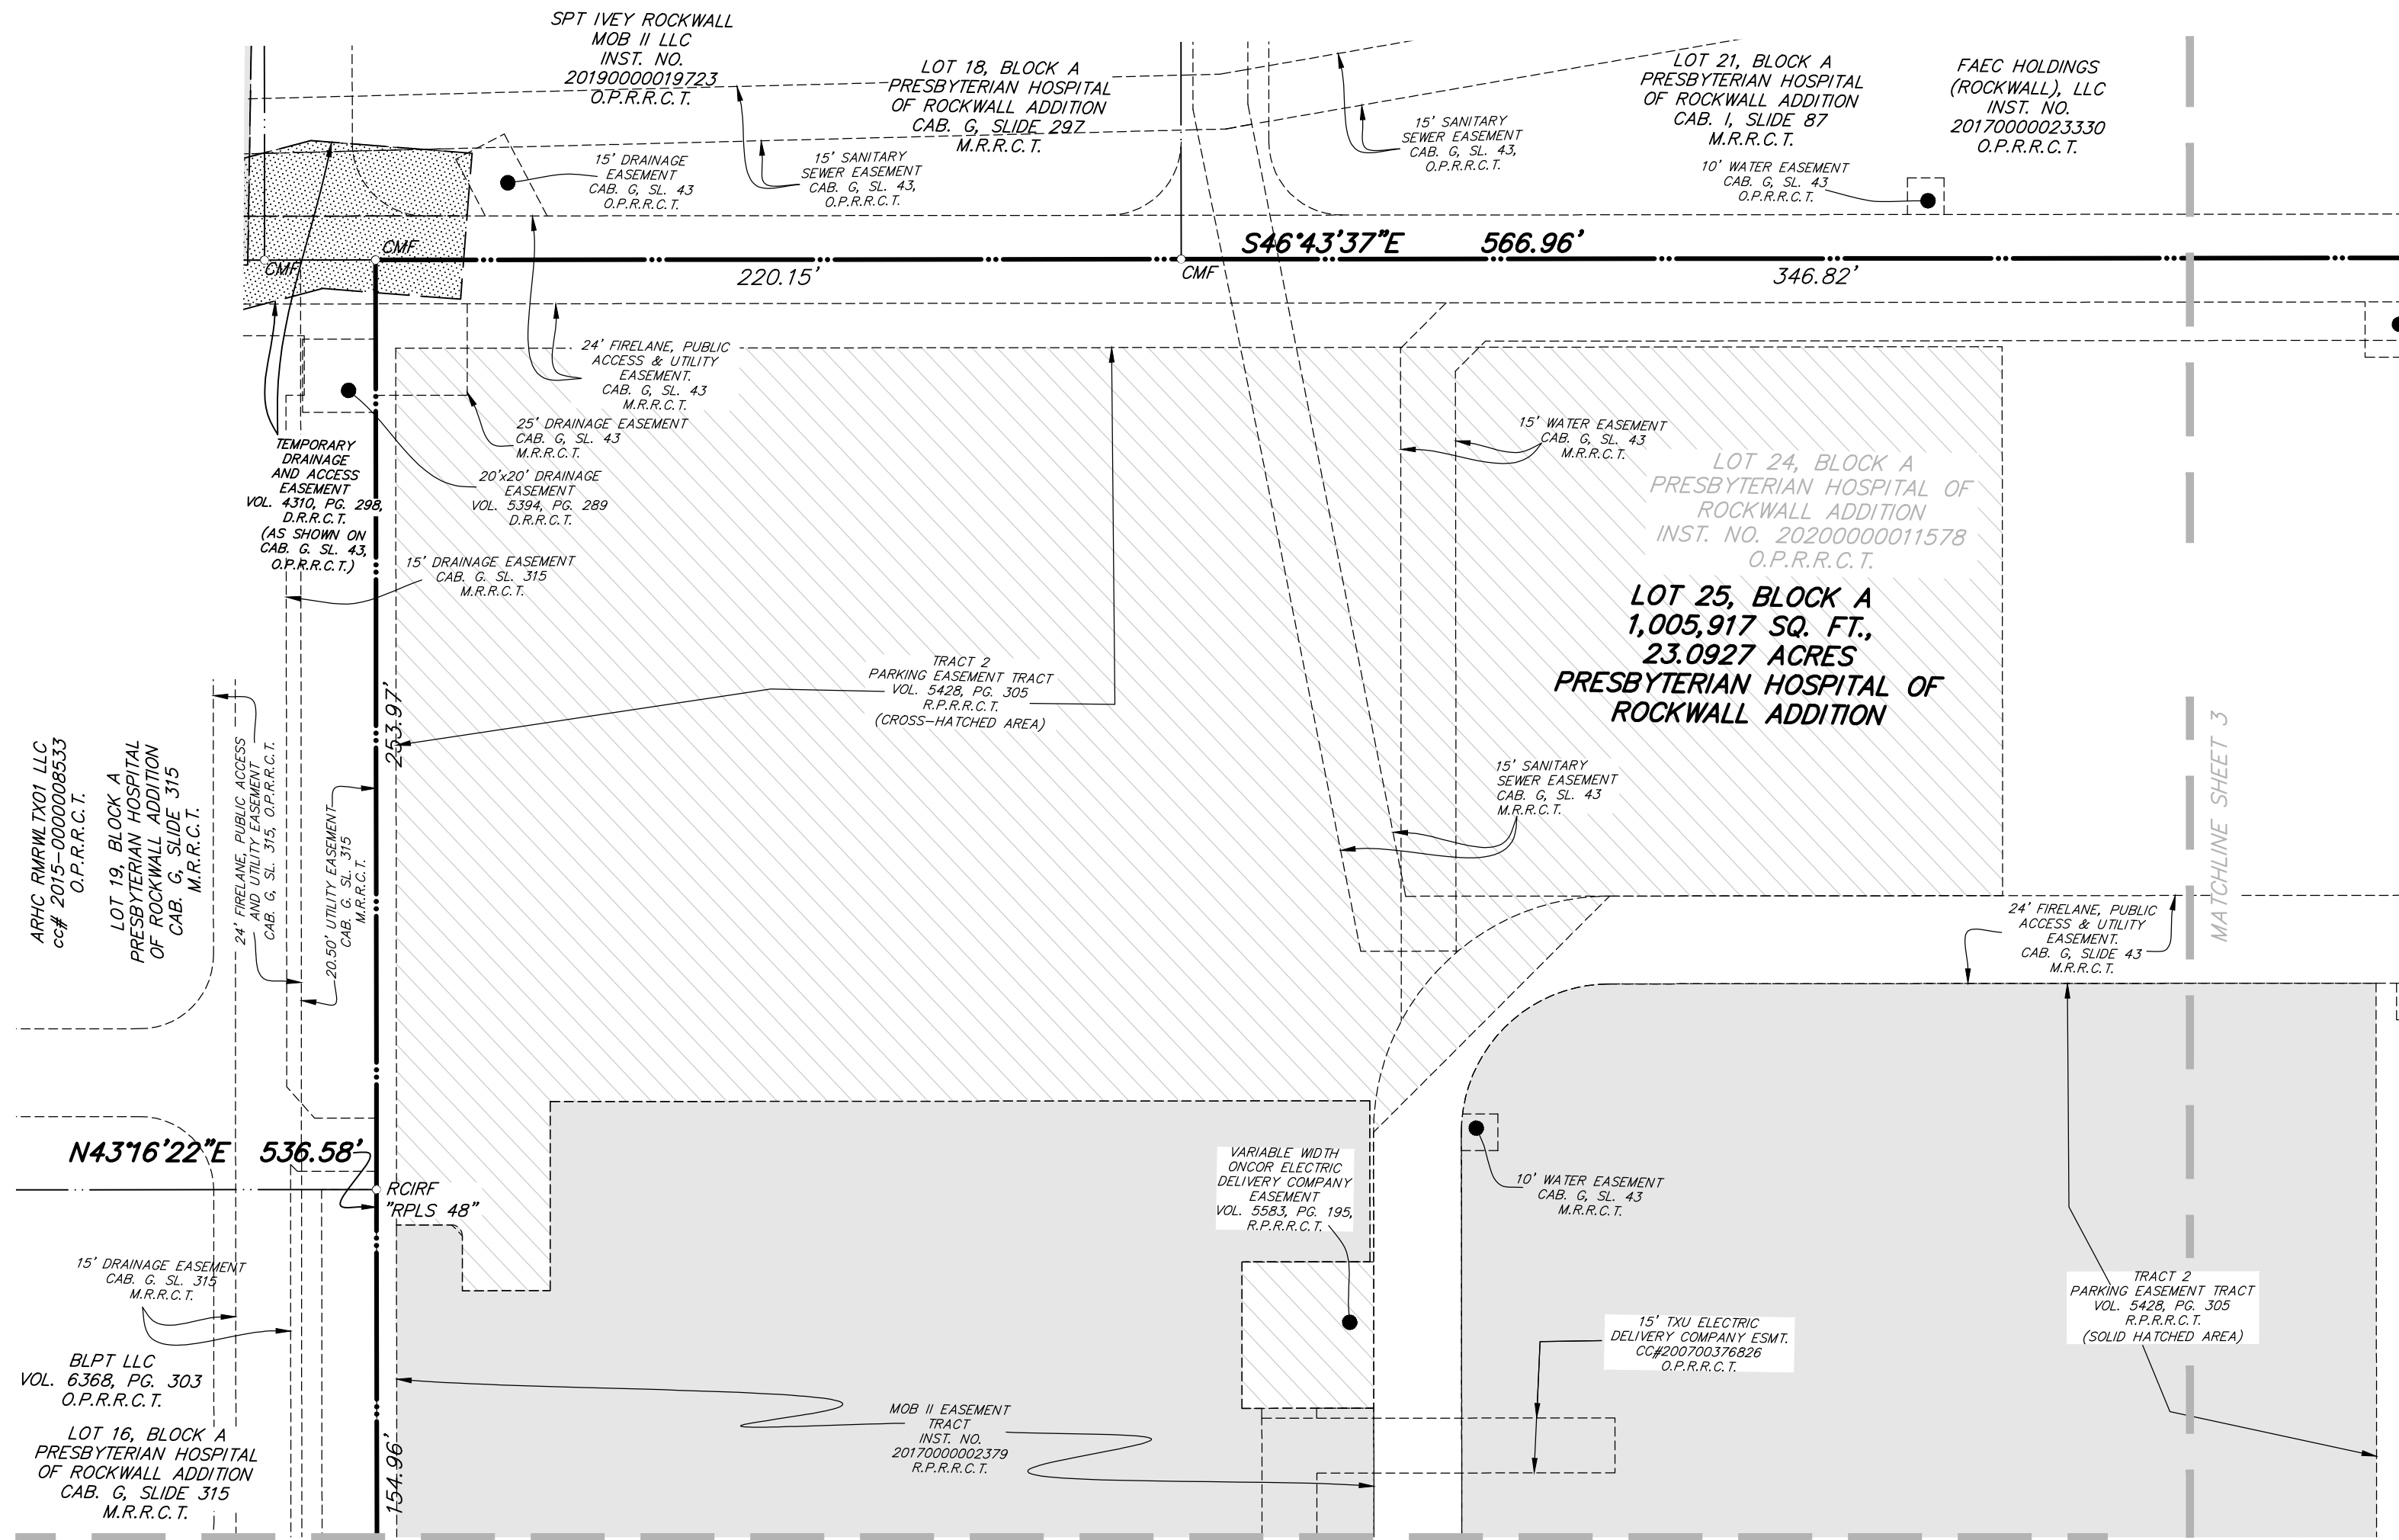 SPT IVEY ROCKWALL
MOB II LLC
INST. NO.
20190000019723
O.P.R.R.C.T.
LOT 18, BLOCK A
PRESBYTERIAN HOSPITAL
OF ROCKWALL ADDITION
CAB. G, SLIDE 297
M.R.R.C.T.
LOT 21, BLOCK A
PRESBYTERIAN HOSPITAL
OF ROCKWALL ADDITION
CAB. I, SLIDE 87
M.R.R.C.T.
FAEC HOLDINGS
(ROCKWALL), LLC
INST. NO.
20170000023330
O.P.R.R.C.T.
15' DRAINAGE
EASEMENT
CAB. G, SL. 43
O.P.R.R.C.T.
15' SANITARY
SEWER EASEMENT
CAB. G, SL. 43,
O.P.R.R.C.T.
15' SANITARY
SEWER EASEMENT
CAB. G, SL. 43,
O.P.R.R.C.T.
10' WATER EASEMENT
CAB. G, SL. 43
O.P.R.R.C.T.
CMF
CMF
CMF
S46°43'37"E 566.96'
220.15'
346.82'
24' FIRELANE, PUBLIC
ACCESS & UTILITY
EASEMENT.
CAB. G, SL. 43
M.R.R.C.T.
25' DRAINAGE EASEMENT
CAB. G, SL. 43
M.R.R.C.T.
20'x20' DRAINAGE
EASEMENT
VOL. 5394, PG. 289
D.R.R.C.T.
TEMPORARY
DRAINAGE
AND ACCESS
EASEMENT
VOL. 4310, PG. 298,
D.R.R.C.T.
(AS SHOWN ON
CAB. G. SL. 43,
O.P.R.R.C.T.)
15' DRAINAGE EASEMENT
CAB. G. SL. 315
M.R.R.C.T.
15' WATER EASEMENT
CAB. G, SL. 43
M.R.R.C.T.
LOT 24, BLOCK A
PRESBYTERIAN HOSPITAL OF
ROCKWALL ADDITION
INST. NO. 20200000011578
O.P.R.R.C.T.
LOT 25, BLOCK A
1,005,917 SQ. FT.,
23.0927 ACRES
PRESBYTERIAN HOSPITAL OF
ROCKWALL ADDITION
TRACT 2
PARKING EASEMENT TRACT
VOL. 5428, PG. 305
R.P.R.R.C.T.
(CROSS-HATCHED AREA)
253.97'
15' SANITARY
SEWER EASEMENT
CAB. G, SL. 43
M.R.R.C.T.
MATCHLINE SHEET 3
ARHC RMRWLTX01 LLC
cc# 2015-0000008533
O.P.R.R.C.T.
LOT 19, BLOCK A
PRESBYTERIAN HOSPITAL
OF ROCKWALL ADDITION
CAB. G, SLIDE 315
M.R.R.C.T.
24' FIRELANE, PUBLIC ACCESS
AND UTILITY EASEMENT
CAB. G, SL. 315, O.P.R.R.C.T.
20.50' UTILITY EASEMENT
CAB. G, SL. 315
M.R.R.C.T.
24' FIRELANE, PUBLIC
ACCESS & UTILITY
EASEMENT.
CAB. G, SLIDE 43
M.R.R.C.T.
N43°16'22"E 536.58'
RCIRF
"RPLS 48"
VARIABLE WIDTH
ONCOR ELECTRIC
DELIVERY COMPANY
EASEMENT
VOL. 5583, PG. 195,
R.P.R.R.C.T.
10' WATER EASEMENT
CAB. G, SL. 43
M.R.R.C.T.
15' DRAINAGE EASEMENT
CAB. G. SL. 315
M.R.R.C.T.
TRACT 2
PARKING EASEMENT TRACT
VOL. 5428, PG. 305
R.P.R.R.C.T.
(SOLID HATCHED AREA)
15' TXU ELECTRIC
DELIVERY COMPANY ESMT.
CC#200700376826
O.P.R.R.C.T.
BLPT LLC
VOL. 6368, PG. 303
O.P.R.R.C.T.
LOT 16, BLOCK A
PRESBYTERIAN HOSPITAL
OF ROCKWALL ADDITION
CAB. G, SLIDE 315
M.R.R.C.T.
154.96'
MOB II EASEMENT
TRACT
INST. NO.
20170000002379
R.P.R.R.C.T.